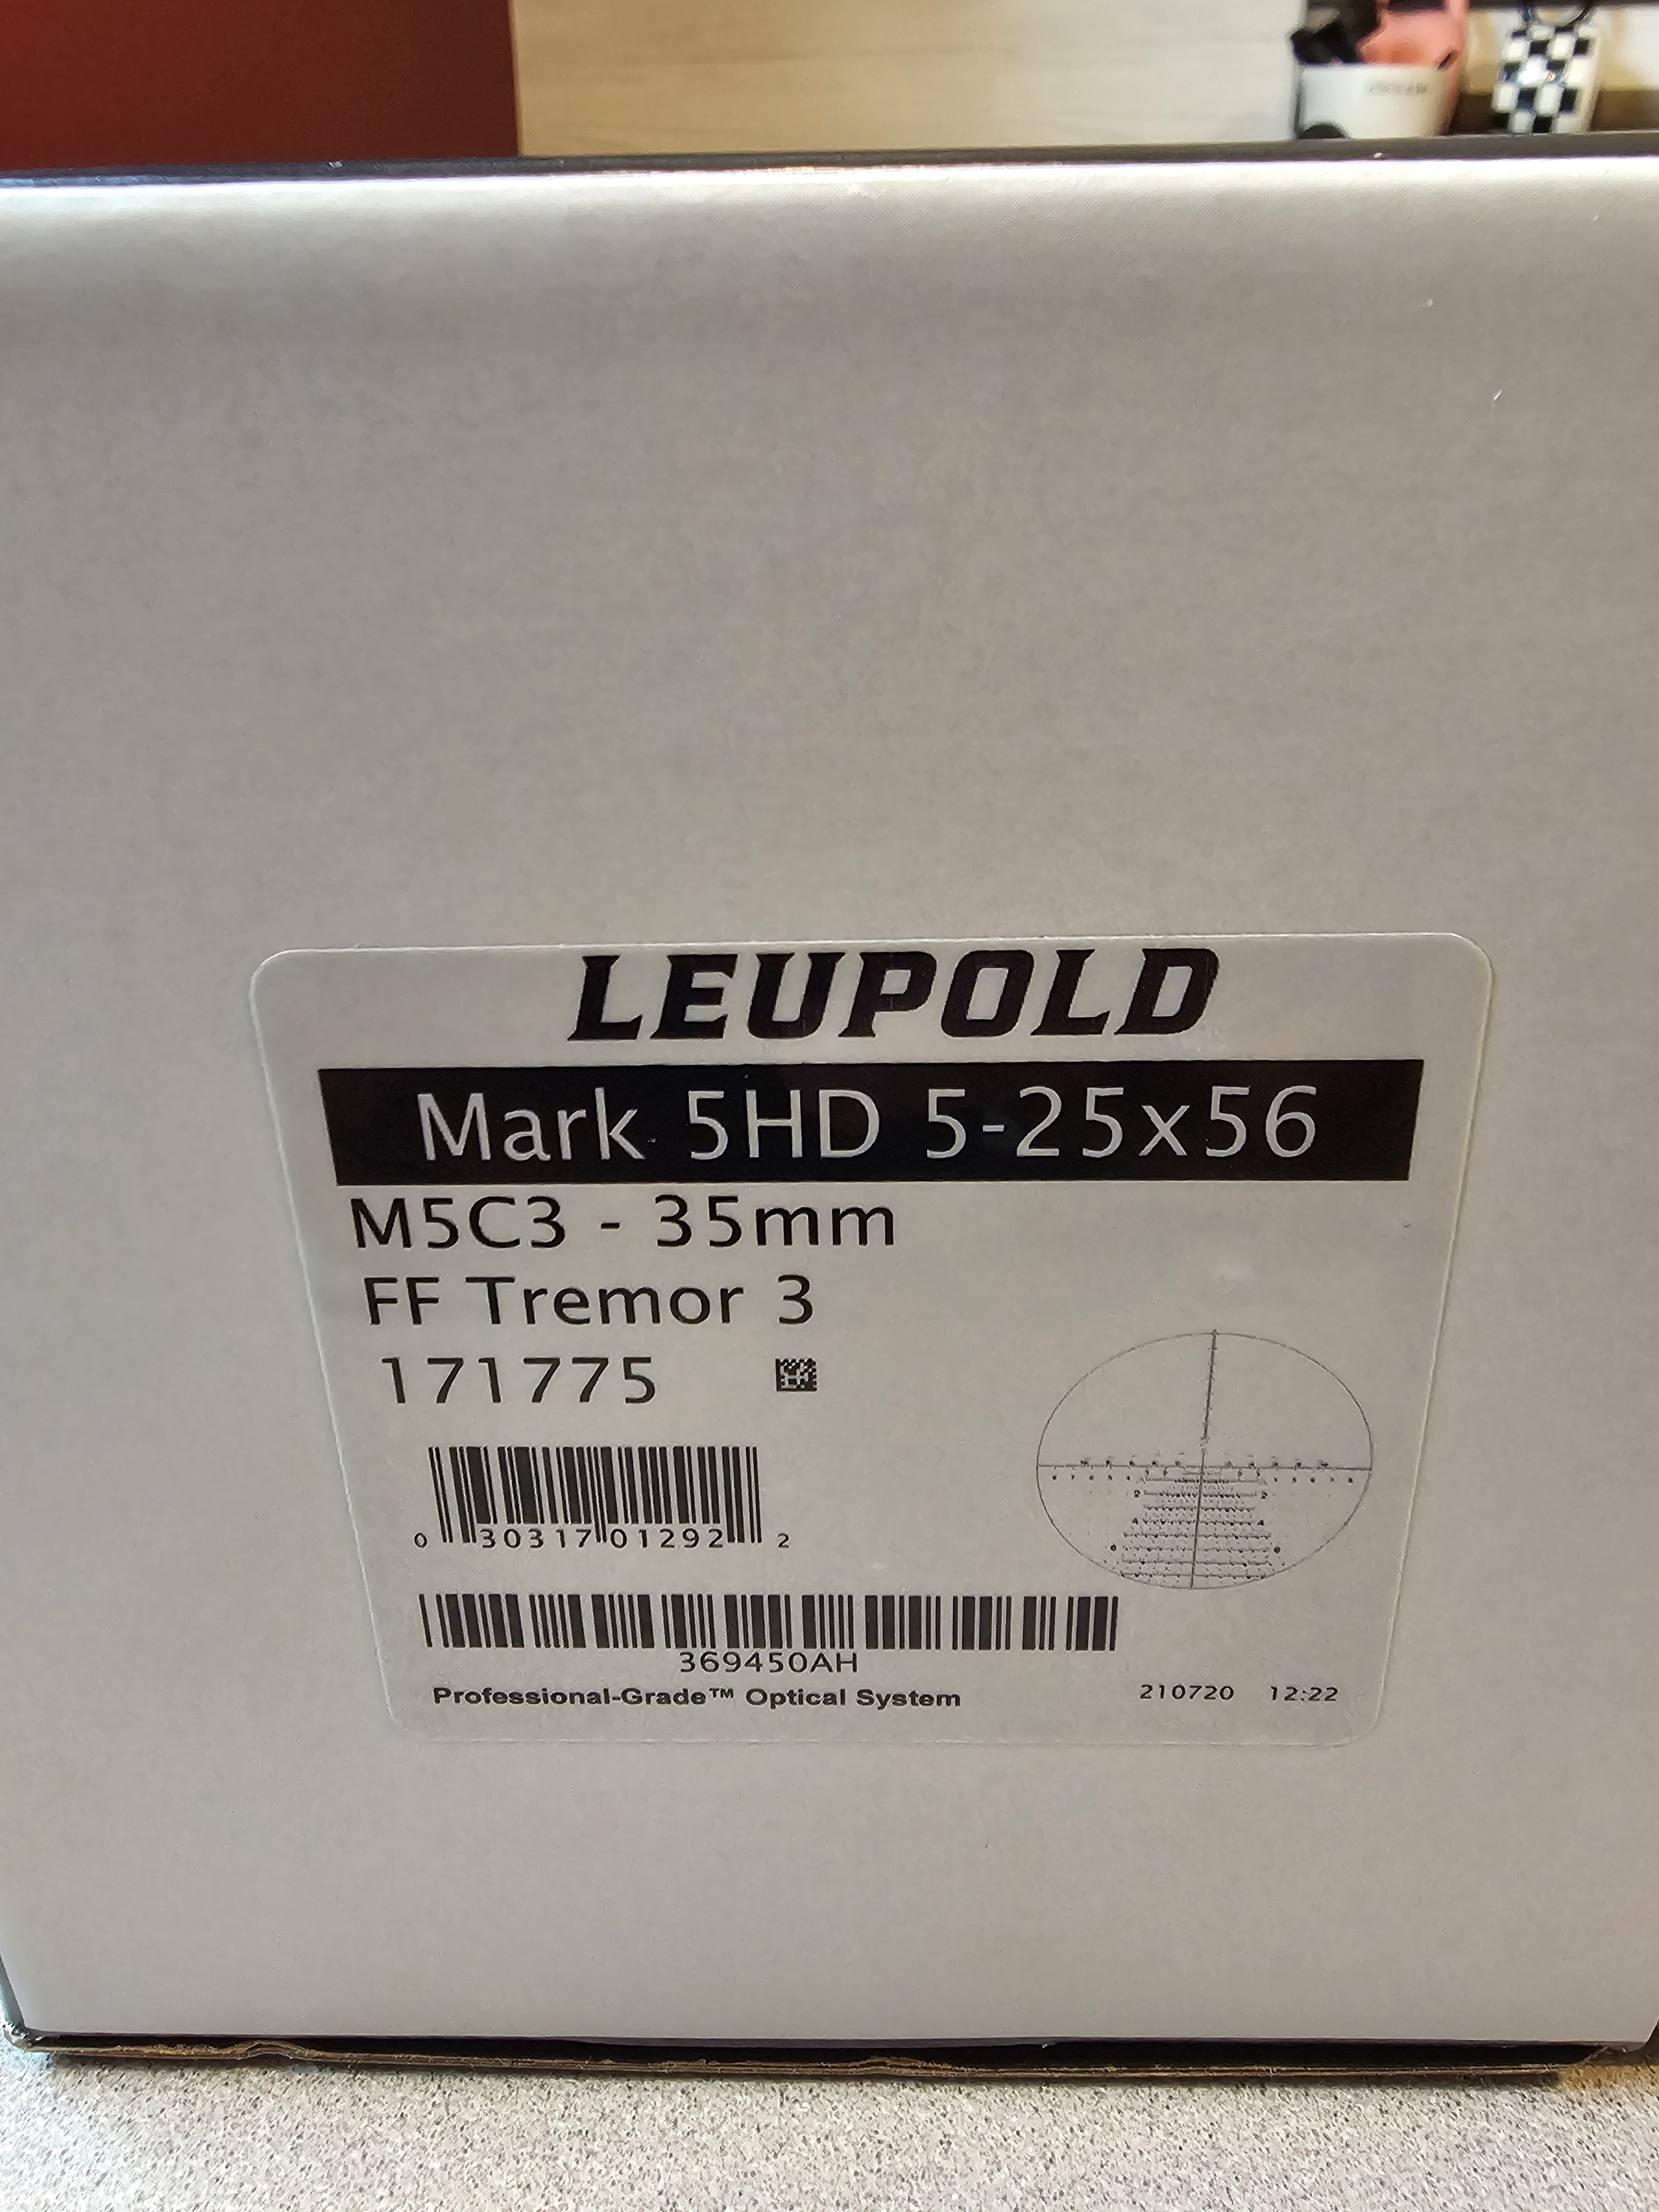 LEUPOLD
Mark 5HD 5-25x56
M5C3 - 35mm
FF Tremor 3
171775
0 30317 01292 2
369450AH
Professional-Grade™ Optical System 210720 12:22